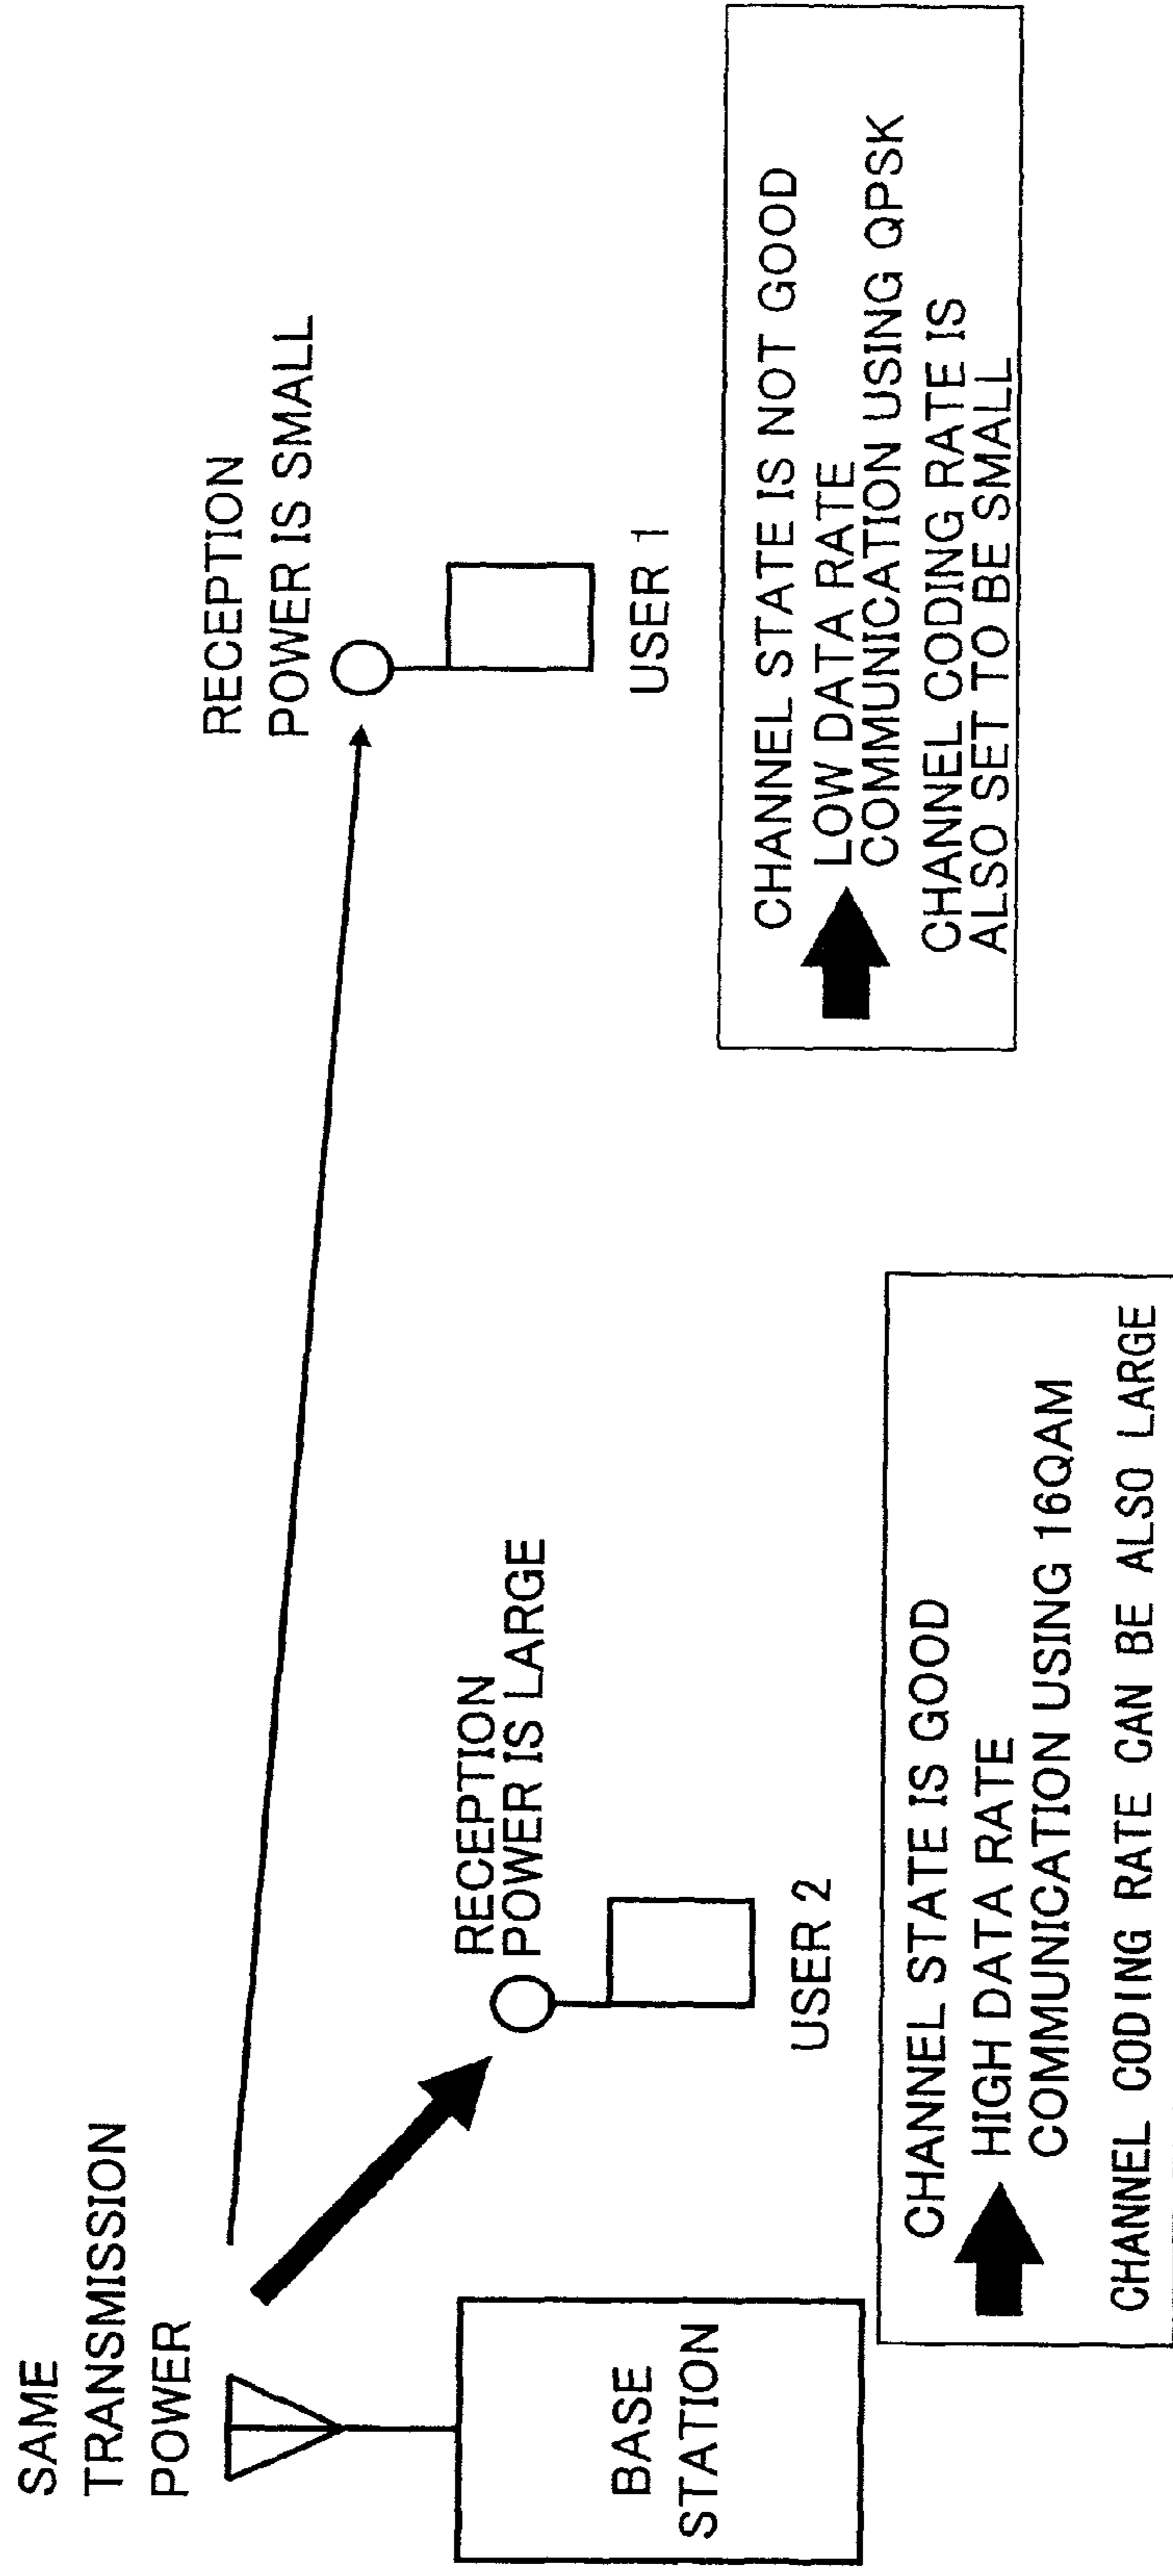 SAME
TRANSMISSION
POWER
BASE
STATION
RECEPTION
POWER IS LARGE
USER 2
RECEPTION
POWER IS SMALL
USER 1
CHANNEL STATE IS GOOD
HIGH DATA RATE
COMMUNICATION USING 16QAM
CHANNEL CODING RATE CAN BE ALSO LARGE
CHANNEL STATE IS NOT GOOD
LOW DATA RATE
COMMUNICATION USING QPSK
CHANNEL CODING RATE IS
ALSO SET TO BE SMALL